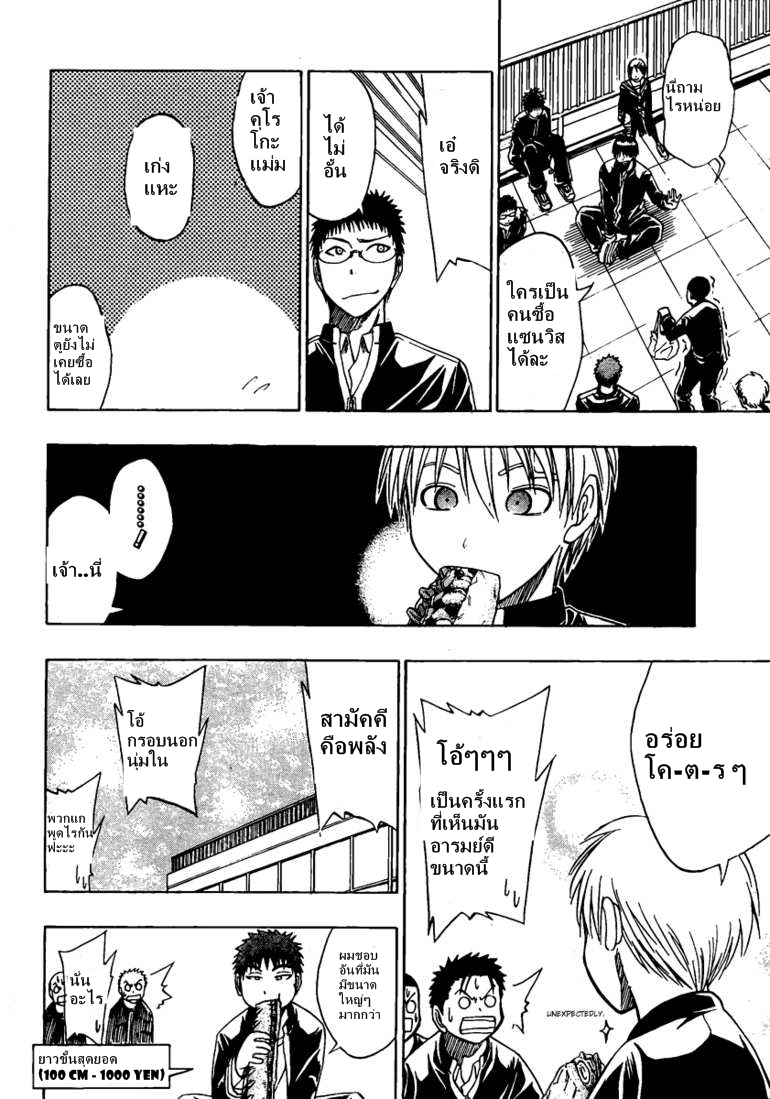 นี่ถาม
ไรหน่อย
ใครเป็น
คนซื้อ
แซนวิส
ได้ละ
เอ๋
จริงดิ
ได้
ไม่
อั้น
เจ้า
คุโร
โกะ
แม่ม
เก่ง
แหะ
ขนาด
ตูยังไม่
เคยซื้อ
ได้เลย
เจ้า..นี่
อร่อย
โค-ต-ร ๆ
โอ้ๆๆๆ
เป็นครั้งแรก
ที่เห็นมัน
อารมย์ดี
ขนาดนี้
UNEXPECTEDLY.
สามัคคี
คือพลัง
โอ้
กรอบนอก
นุ่มใน
พวกแก
พูดไรกัน
ฟะะะ
ผมชอบ
อันที่มัน
มีขนาด
ใหญ่ๆ
มากกว่า
นั่น
อะไร
ยาวขั้นสุดยอด
(100 CM - 1000 YEN)